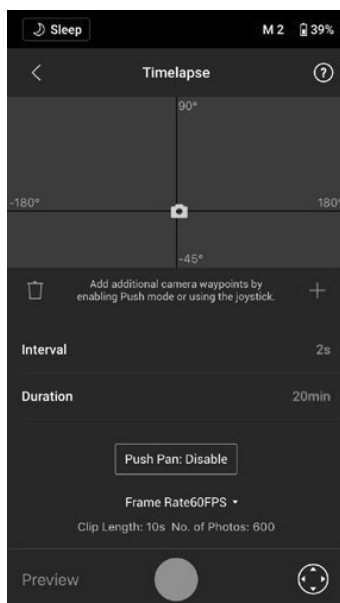 Sleep M 2 39%
Timelapse ?
90°
-180° 180°
-45°
Add additional camera waypoints by
enabling Push mode or using the joystick.
Interval 2s
Duration 20min
Push Pan: Disable
Frame Rate60FPS
Clip Length: 10s No. of Photos: 600
Preview